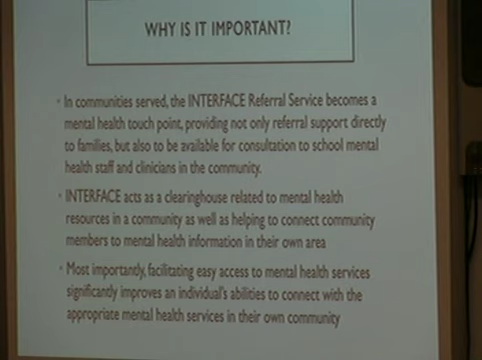 WHY IS IT IMPORTANT?
• In communities served, the INTERFACE Referral Service becomes a
mental health touch point, providing not only referral support directly
to families, but also to be available for consultation to school mental
health staff and clinicians in the community.
• INTERFACE acts as a clearinghouse related to mental health
resources in a community as well as helping to connect community
members to mental health information in their own area
• Most importantly, facilitating easy access to mental health services
significantly improves an individual's abilities to connect with the
appropriate mental health services in their own community